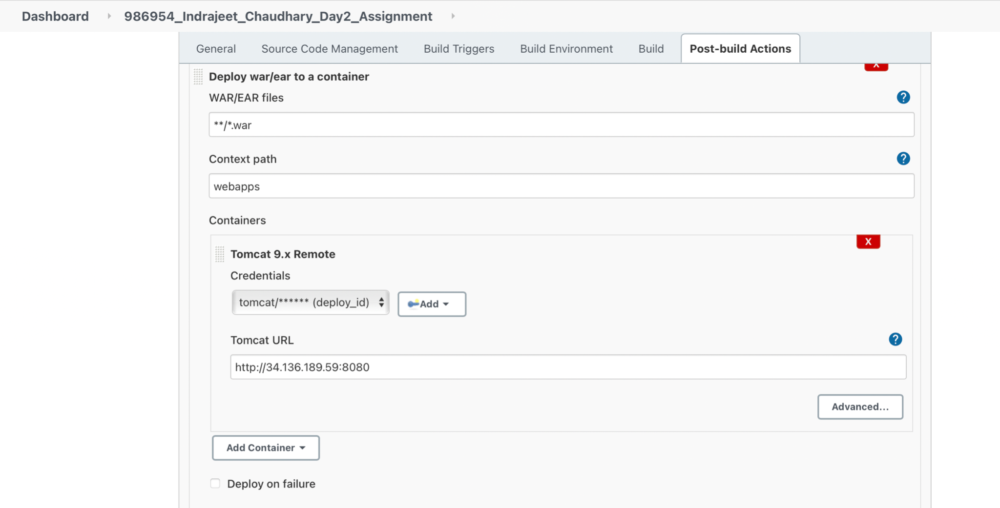 Dashboard 986954_Indrajeet_Chaudhary_Day2_Assignment
General Source Code Management Build Triggers Build Environment Build Post-build Actions
X
Deploy war/ear to a container
WAR/EAR files
?
**/*.war
Context path
?
webapps
Containers
X
Tomcat 9.x Remote
Credentials
tomcat/****** (deploy_id) Add
Tomcat URL
?
http://34.136.189.59:8080
Advanced...
Add Container
Deploy on failure